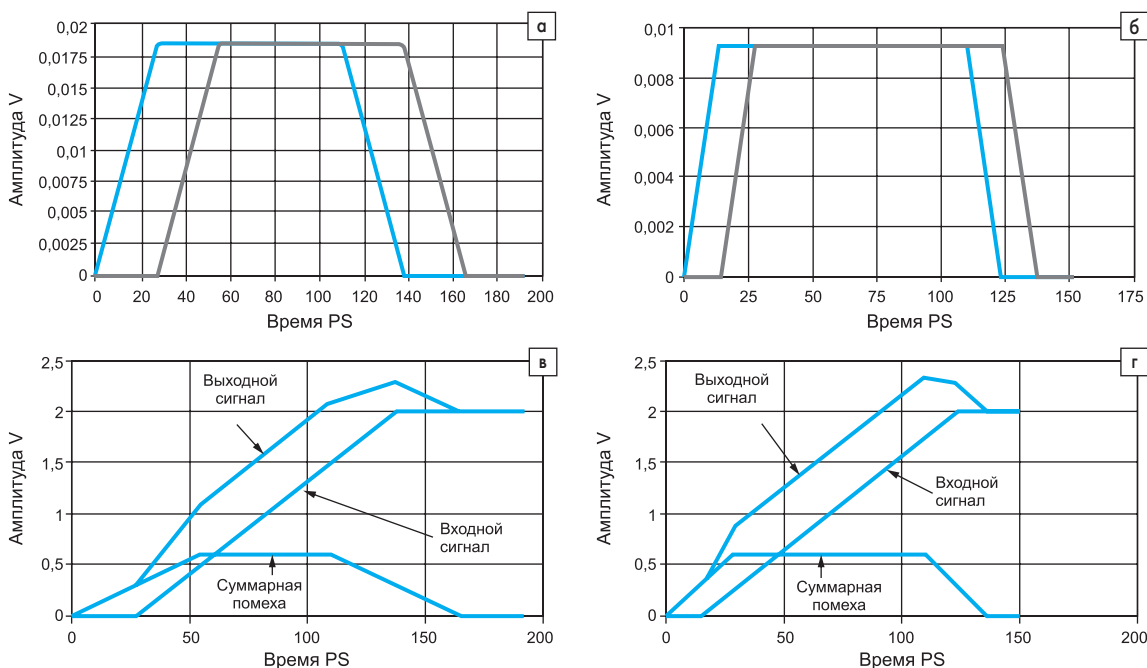 а
Амплитуда V
0,02
0,0175
0,015
0,0125
0,01
0,0075
0,005
0,0025
0
0 20 40 60 80 100 120 140 160 180 200
Время PS
б
Амплитуда V
0,01
0,008
0,006
0,004
0,002
0
0 25 50 75 100 125 150 175
Время PS
в
Амплитуда V
2,5
2
1,5
1
0,5
0
Выходной
сигнал
Входной
сигнал
Суммарная
помеха
0 50 100 150 200
Время PS
г
Амплитуда V
2,5
2
1,5
1
0,5
0
Выходной
сигнал
Входной
сигнал
Суммарная
помеха
0 50 100 150 200
Время PS